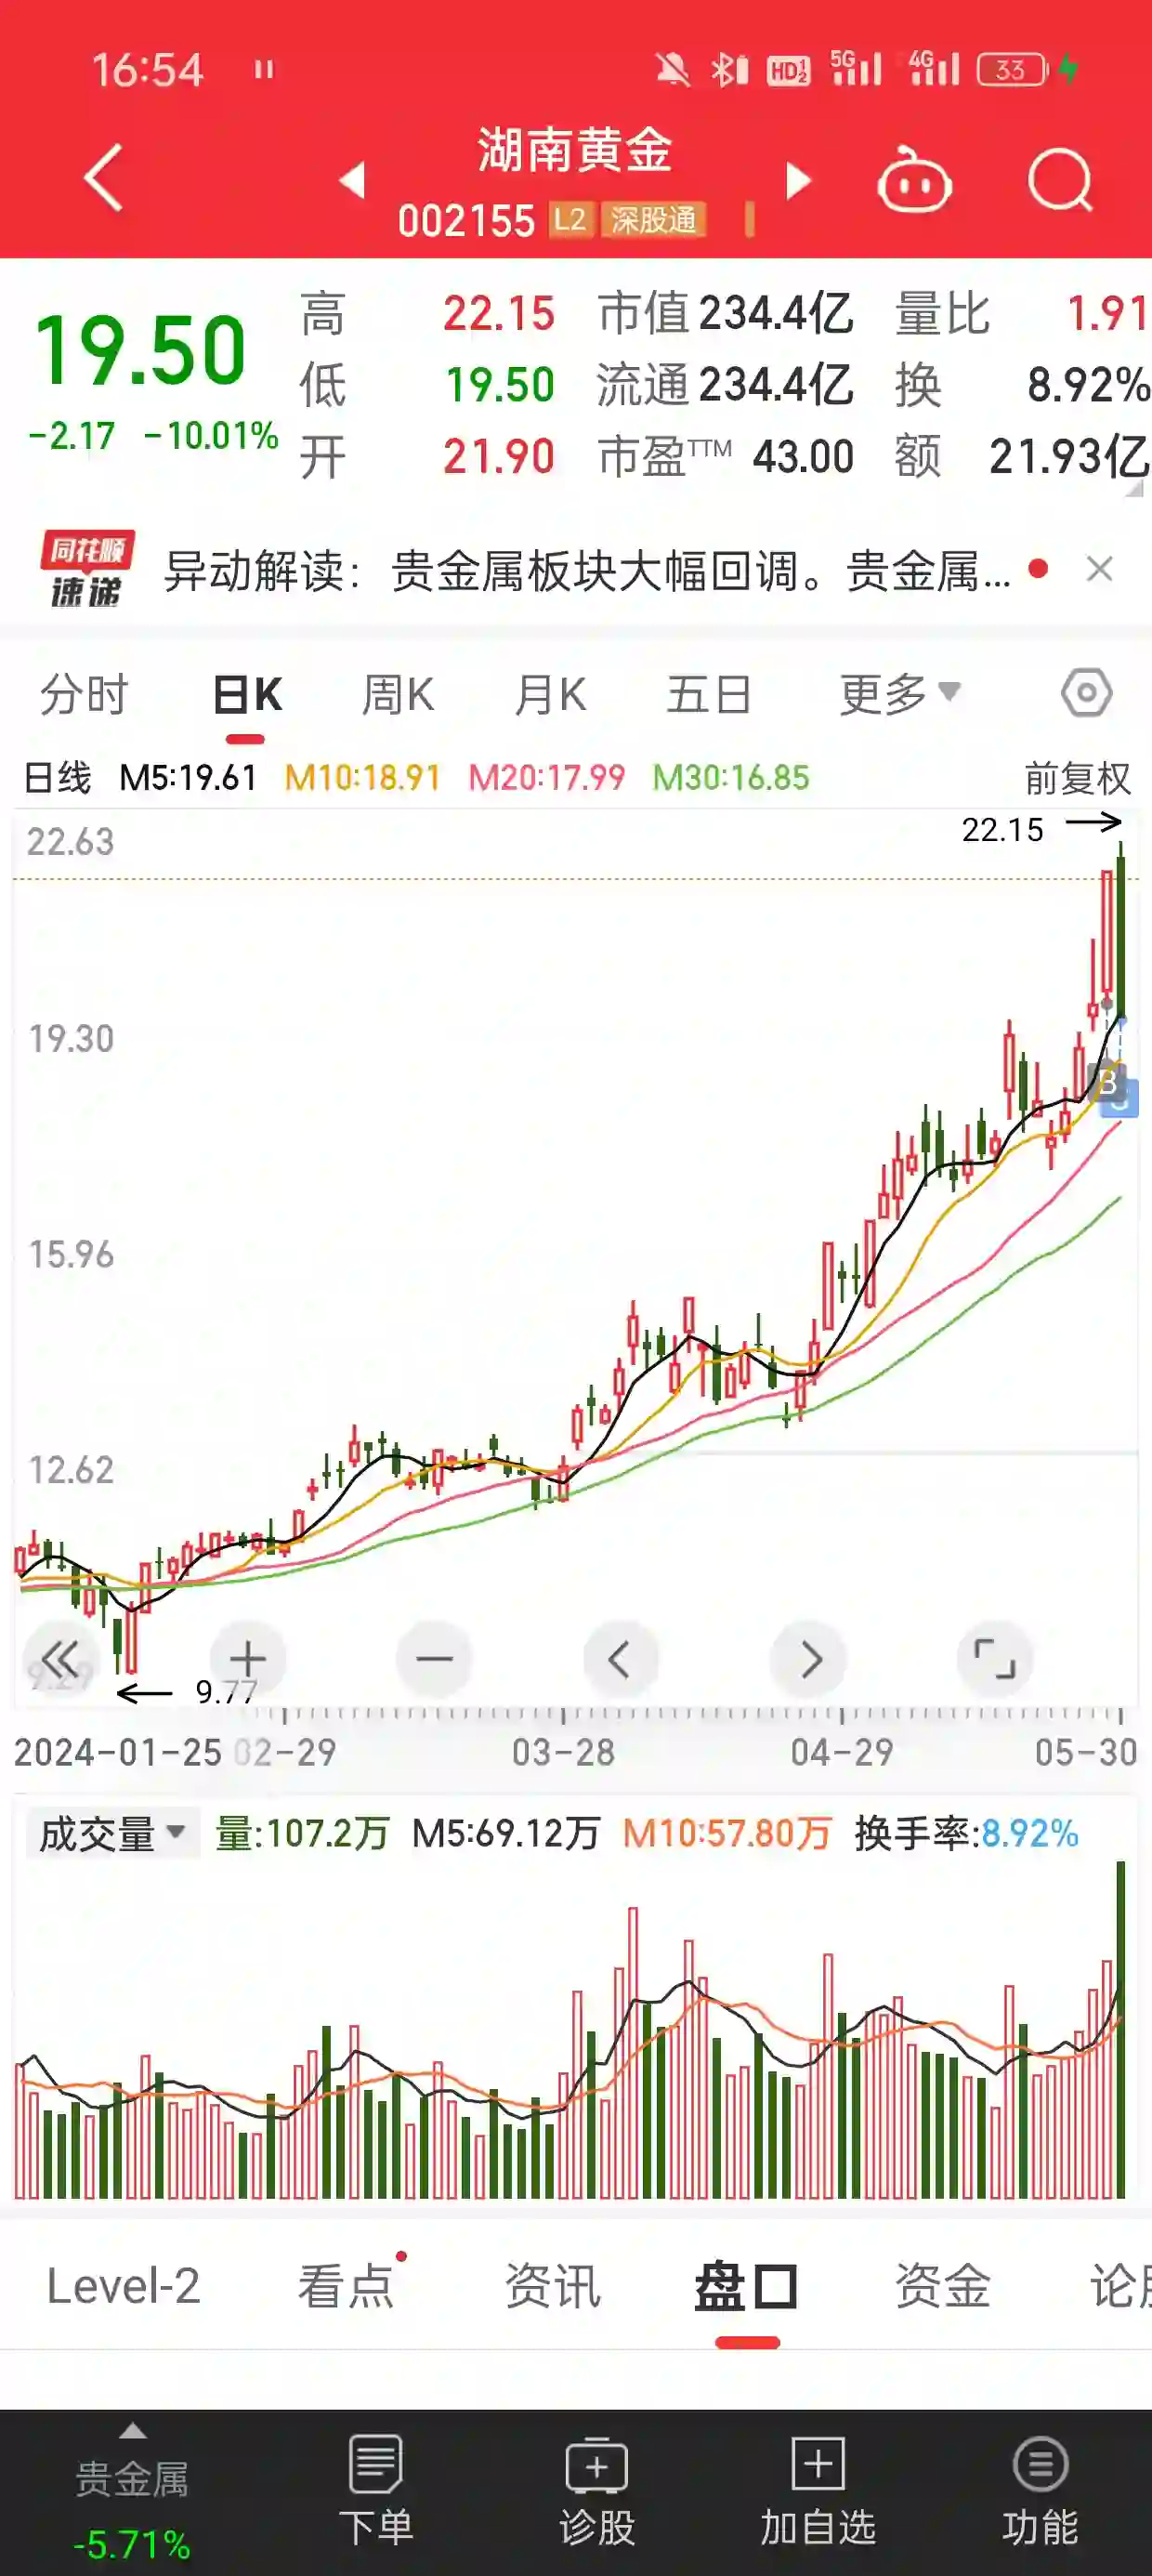 16:54 HD 1 2 5G 4G 33
湖南黄金
002155 L2 深股通
19.50
-2.17 -10.01%
高 22.15 市值 234.4亿 量比 1.91
低 19.50 流通 234.4亿 换 8.92%
开 21.90 市盈TTM 43.00 额 21.93亿
同花顺
速递
异动解读：贵金属板块大幅回调。贵金属...
分时 日K 周K 月K 五日 更多
日线 M5:19.61 M10:18.91 M20:17.99 M30:16.85 前复权
22.63
22.15
19.30
B
15.96
12.62
9.29
9.77
2024-01-25 02-29 03-28 04-29 05-30
成交量 量:107.2万 M5:69.12万 M10:57.80万 换手率:8.92%
Level-2 看点 资讯 盘口 资金 论
贵金属
-5.71%
下单 诊股 加自选 功能